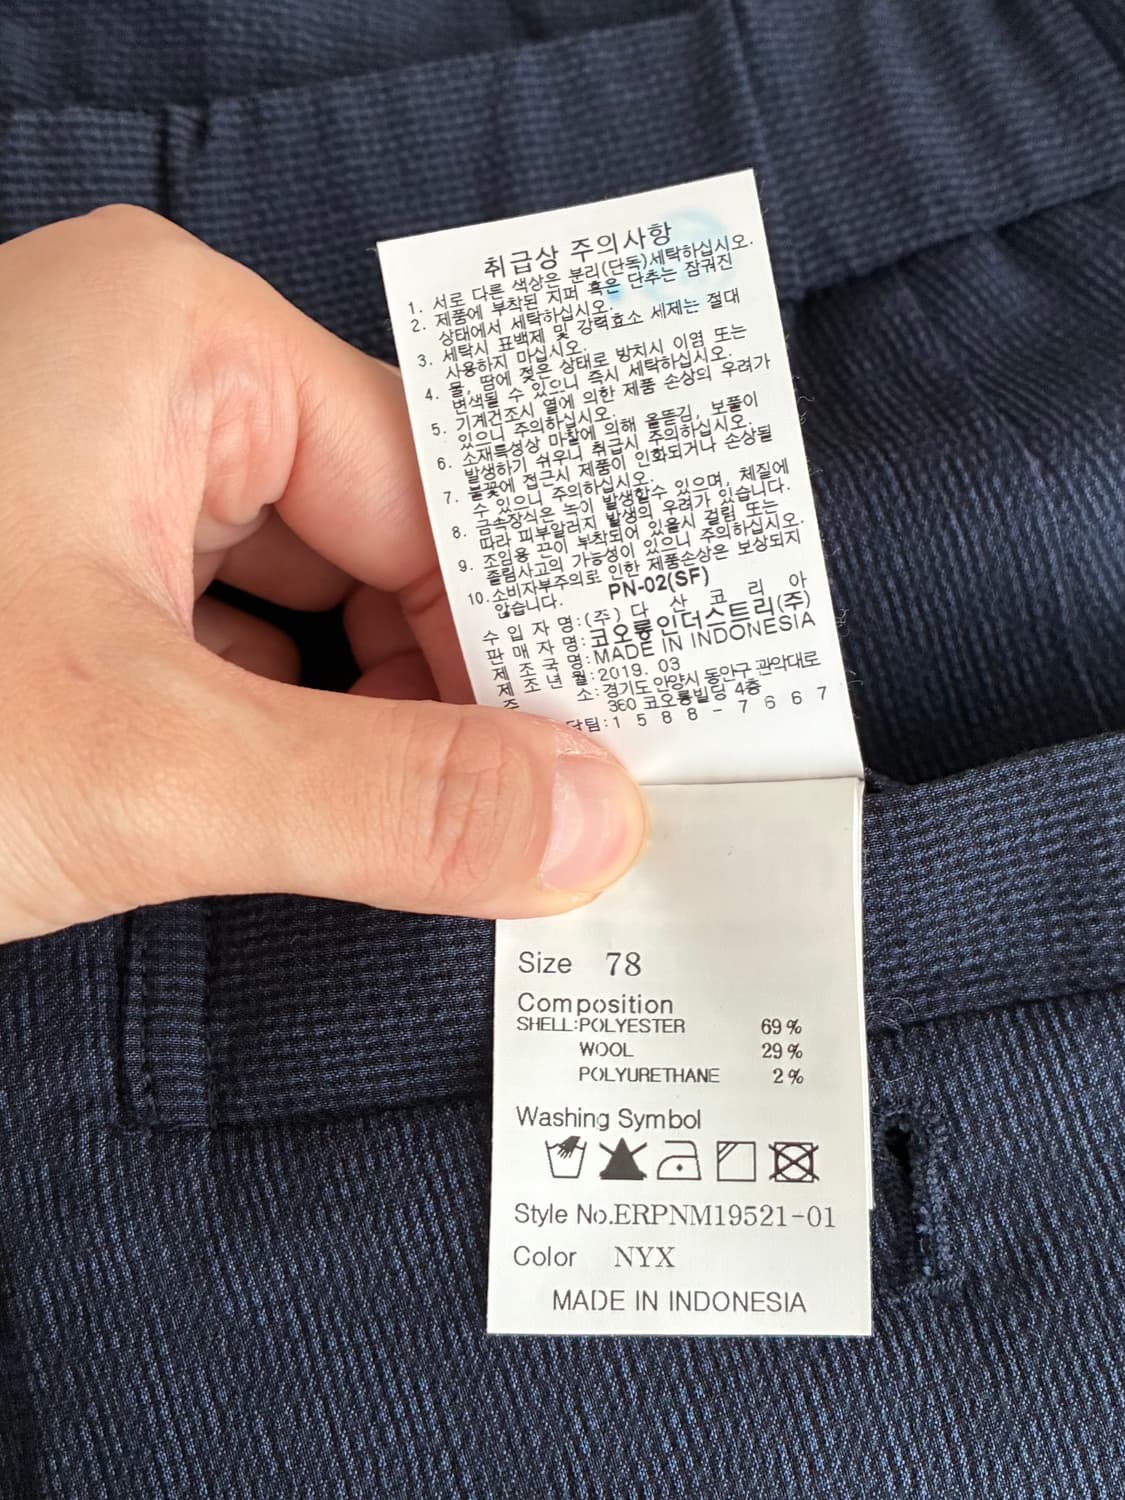 취급상 주의사항
1. 서로 다른 색상은 분리(단독)세탁하십시오.
2. 제품에 부착된 지퍼 혹은 단추는 잠궈진
상태에서 세탁하십시오.
3. 세탁시 표백제 및 강력효소 세제는 절대
사용하지 마십시오.
4. 물, 땀에 젖은 상태로 방치시 이염 또는
변색될 수 있으니 즉시 세탁하십시오.
5. 기계건조시 열에 의한 제품 손상의 우려가
있으니 주의하십시오.
6. 소재특성상 마찰에 의해 올뜯김, 보풀이
발생하기 쉬우니 취급시 주의하십시오.
7. 불꽃에 접근시 제품이 인화되거나 손상될
수 있으니 주의하십시오.
8. 금속장식은 녹이 발생할수 있으며, 체질에
따라 피부알러지 발생의 우려가 있습니다.
9. 조임용 끈이 부착되어 있을시 걸림 또는
졸림사고의 가능성이 있으니 주의하십시오.
10. 소비자부주의로 인한 제품손상은 보상되지
않습니다. PN-02(SF)
수 입 자 명:(주) 다 산 코 리 아
판 매 자 명:코오롱인더스트리(주)
제 조 국 명:MADE IN INDONESIA
제 조 년 월:2019. 03
주 소:경기도 안양시 동안구 관악대로
360 코오롱빌딩 4층
담팀:1 5 8 8 - 7 6 6 7
Size 78
Composition
SHELL:POLYESTER 69%
WOOL 29%
POLYURETHANE 2%
Washing Symbol
Style No.ERPNM19521-01
Color NYX
MADE IN INDONESIA